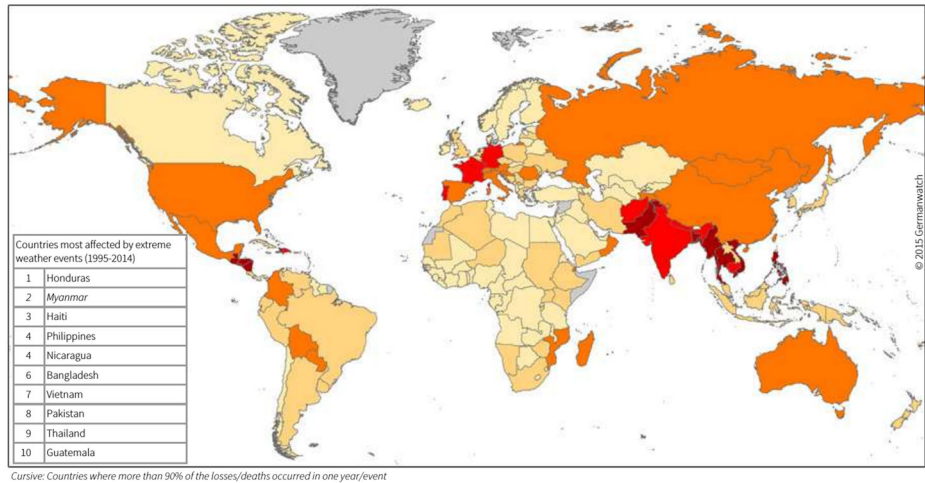 Countries most affected by extreme
weather events (1995-2014)
1 Honduras
2 Myanmar
3 Haiti
4 Philippines
4 Nicaragua
6 Bangladesh
7 Vietnam
8 Pakistan
9 Thailand
10 Guatemala
© 2015 Germanwatch
Cursive: Countries where more than 90% of the losses/deaths occurred in one year/event